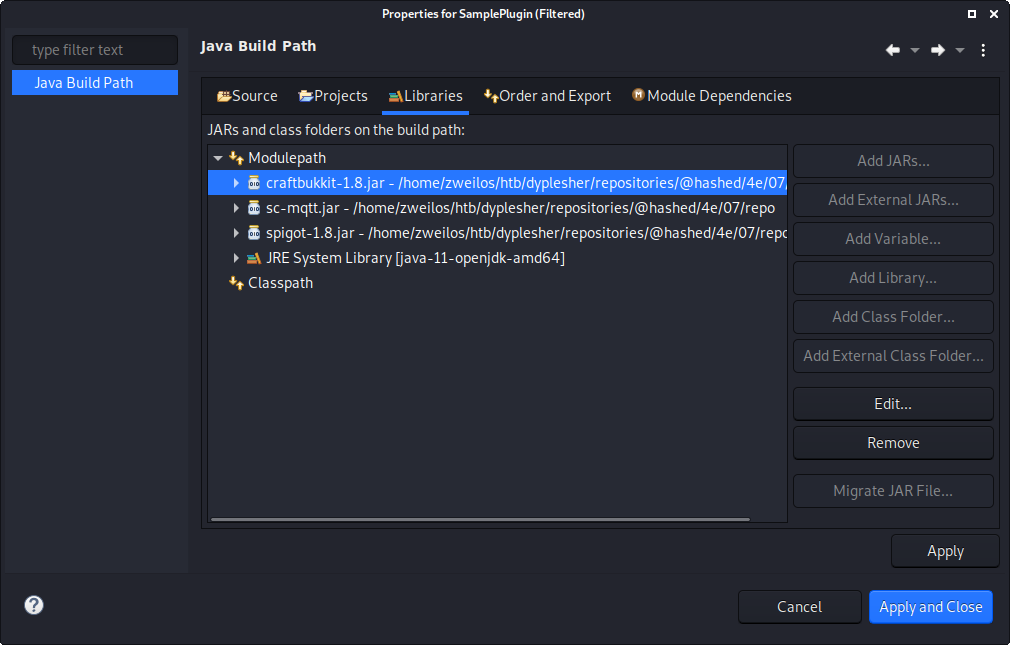 Properties for SamplePlugin (Filtered)
type filter text
Java Build Path
Java Build Path
Source
Projects
Libraries
Order and Export
Module Dependencies
JARs and class folders on the build path:
Modulepath
craftbukkit-1.8.jar - /home/zweilos/htb/dyplesher/repositories/@hashed/4e/07/
sc-mqtt.jar - /home/zweilos/htb/dyplesher/repositories/@hashed/4e/07/repo
spigot-1.8.jar - /home/zweilos/htb/dyplesher/repositories/@hashed/4e/07/repo
JRE System Library [java-11-openjdk-amd64]
Classpath
Add JARs...
Add External JARs...
Add Variable...
Add Library...
Add Class Folder...
Add External Class Folder...
Edit...
Remove
Migrate JAR File...
Apply
Cancel
Apply and Close